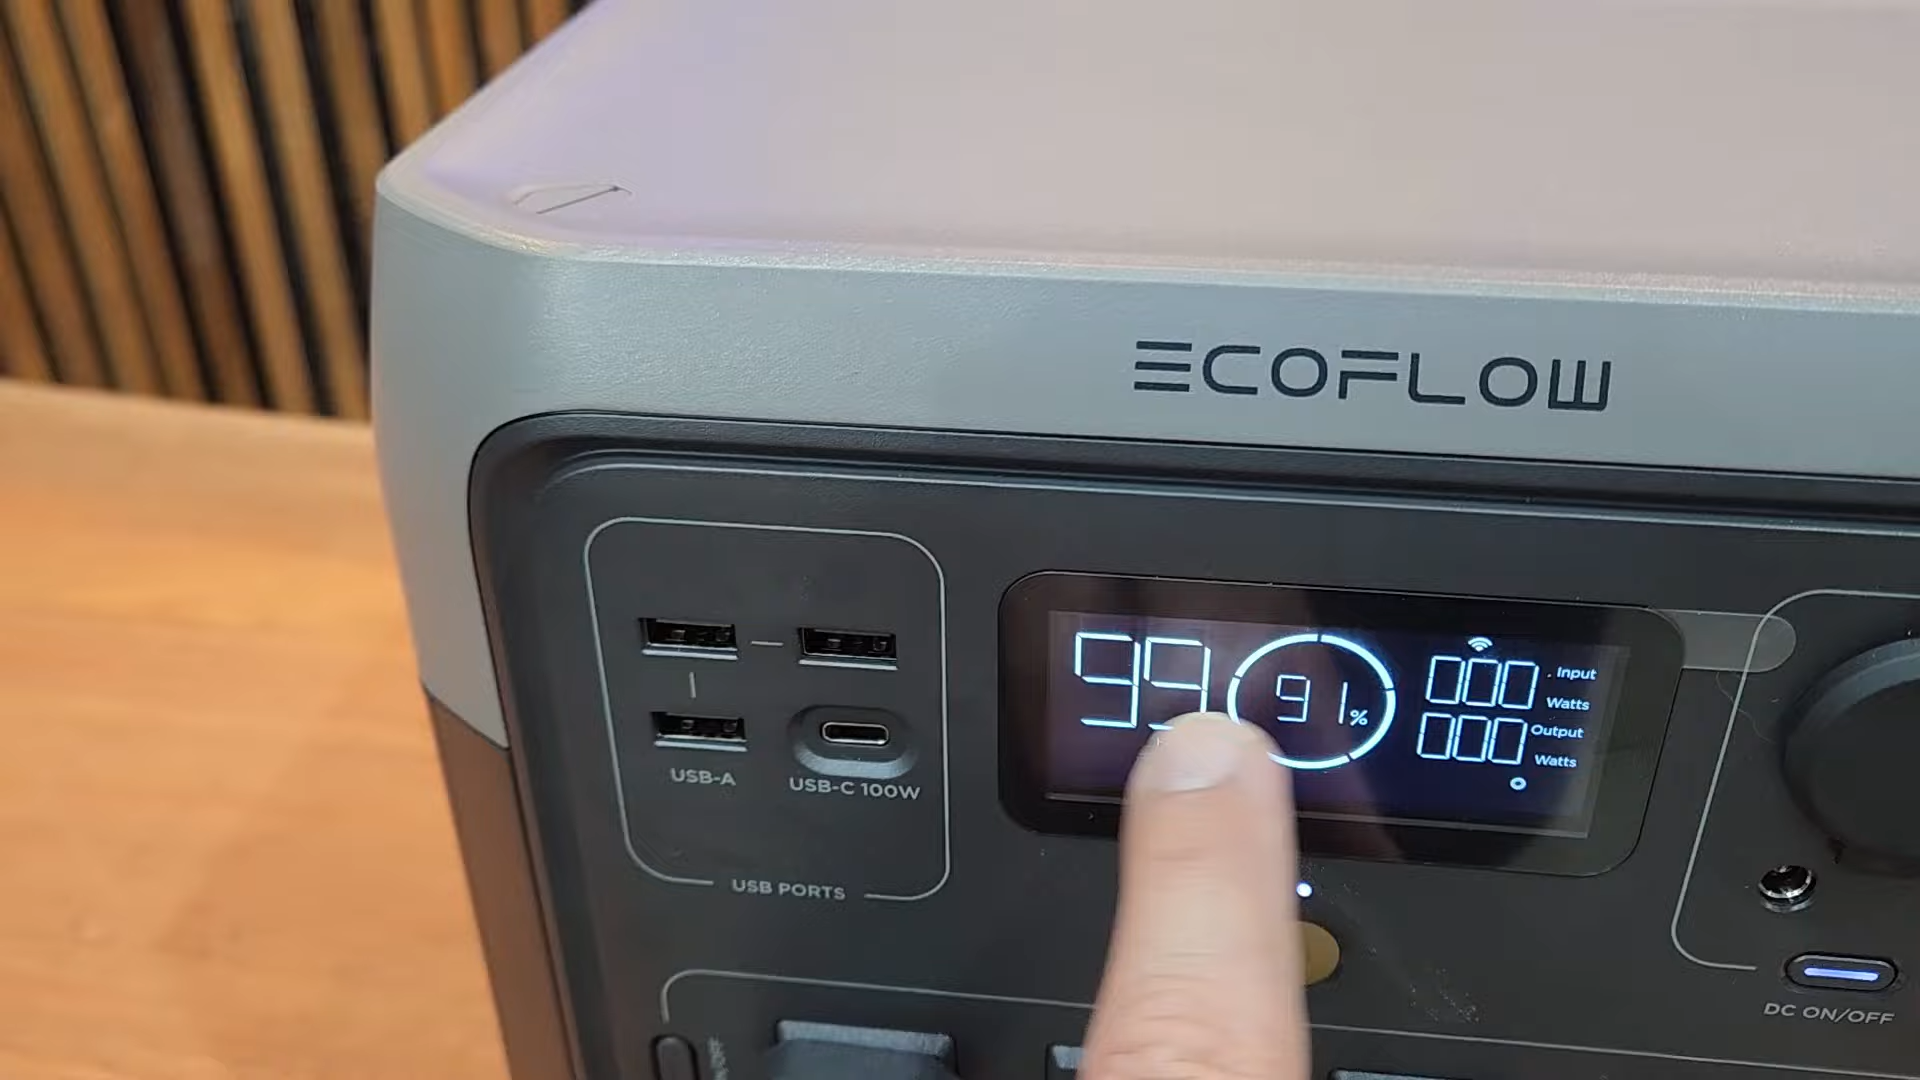 ECOFLOW
99
91%
000 Input
Watts
000 Output
Watts
USB-A
USB-C 100W
USB PORTS
DC ON/OFF